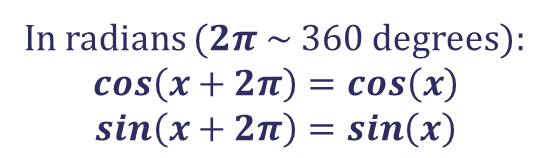 In radians (2π ~ 360 degrees):
cos(x + 2π) = cos(x)
sin(x + 2π) = sin(x)